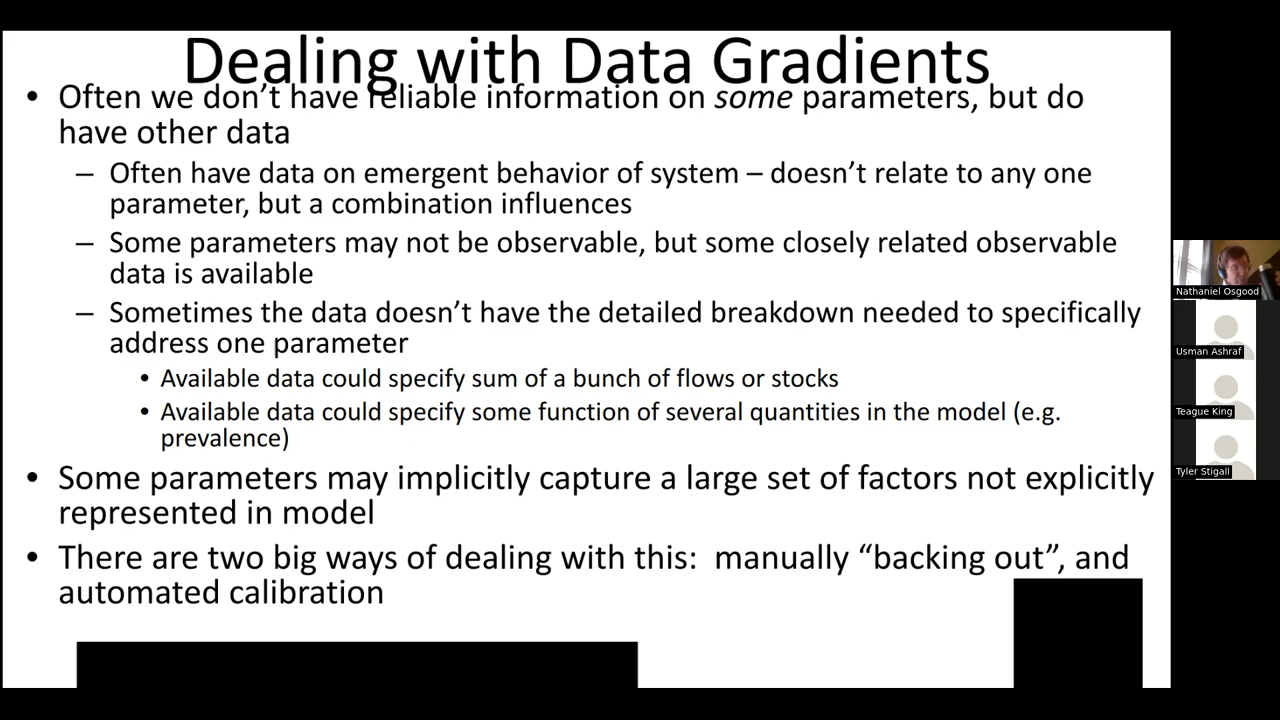 Dealing with Data Gradients
• Often we don’t have reliable information on some parameters, but do
have other data
– Often have data on emergent behavior of system – doesn’t relate to any one
parameter, but a combination influences
– Some parameters may not be observable, but some closely related observable
data is available
– Sometimes the data doesn’t have the detailed breakdown needed to specifically
address one parameter
• Available data could specify sum of a bunch of flows or stocks
• Available data could specify some function of several quantities in the model (e.g.
prevalence)
• Some parameters may implicitly capture a large set of factors not explicitly
represented in model
• There are two big ways of dealing with this:  manually “backing out”, and
automated calibration
Nathaniel Osgood
Usman Ashraf
Teague King
Tyler Stigall